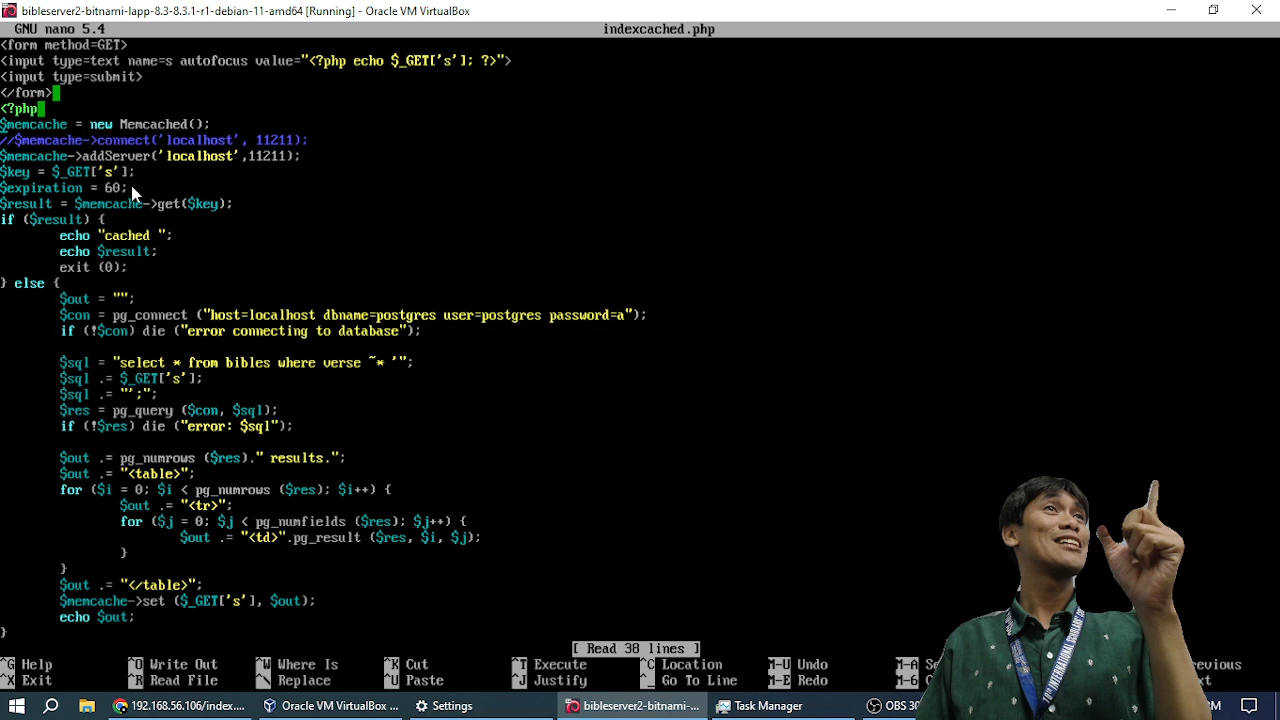 bibleserver2-bitnami-lapp-8.3-8.3.1-r1-debian-11-amd64 [Running] - Oracle VM VirtualBox
GNU nano 5.4 indexcached.php
<form method=GET>
<input type=text name=s autofocus value="<?php echo $_GET['s']; ?>">
<input type=submit>
</form>
<?php
$memcache = new Memcached();
//$memcache->connect('localhost', 11211);
$memcache->addServer('localhost',11211);
$key = $_GET['s'];
$expiration = 60;
$result = $memcache->get($key);
if ($result) {
echo "cached ";
echo $result;
exit (0);
} else {
$out = "";
$con = pg_connect ("host=localhost dbname=postgres user=postgres password=a");
if (!$con) die ("error connecting to database");
$sql = "select * from bibles where verse ~* '";
$sql .= $_GET['s'];
$sql .= "';";
$res = pg_query ($con, $sql);
if (!$res) die ("error: $sql");
$out .= pg_numrows ($res)." results.";
$out .= "<table>";
for ($i = 0; $i < pg_numrows ($res); $i++) {
$out .= "<tr>";
for ($j = 0; $j < pg_numfields ($res); $j++) {
$out .= "<td>".pg_result ($res, $i, $j);
}
}
$out .= "</table>";
$memcache->set ($_GET['s'], $out);
echo $out;
}
[ Read 38 lines ]
^G Help ^O Write Out ^W Where Is ^K Cut ^T Execute ^C Location M-U Undo M-A
^X Exit ^R Read File ^\ Replace ^U Paste ^J Justify ^_ Go To Line M-E Redo M-6
192.168.56.106/index.... Oracle VM VirtualBox ... Settings bibleserver2-bitnami-... Task Manager OBS 30